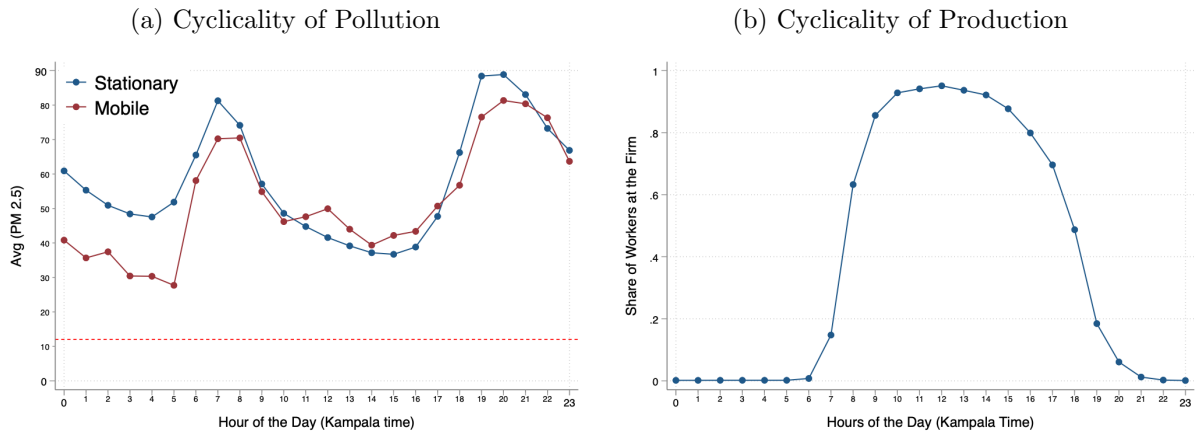 (a) Cyclicality of Pollution
Avg (PM 2.5)
90
80
70
60
50
40
30
20
10
0
Stationary
Mobile
0 1 2 3 4 5 6 7 8 9 10 11 12 13 14 15 16 17 18 19 20 21 22 23
Hour of the Day (Kampala time)
(b) Cyclicality of Production
Share of Workers at the Firm
1
.8
.6
.4
.2
0
0 1 2 3 4 5 6 7 8 9 10 11 12 13 14 15 16 17 18 19 20 21 22 23
Hours of the Day (Kampala Time)